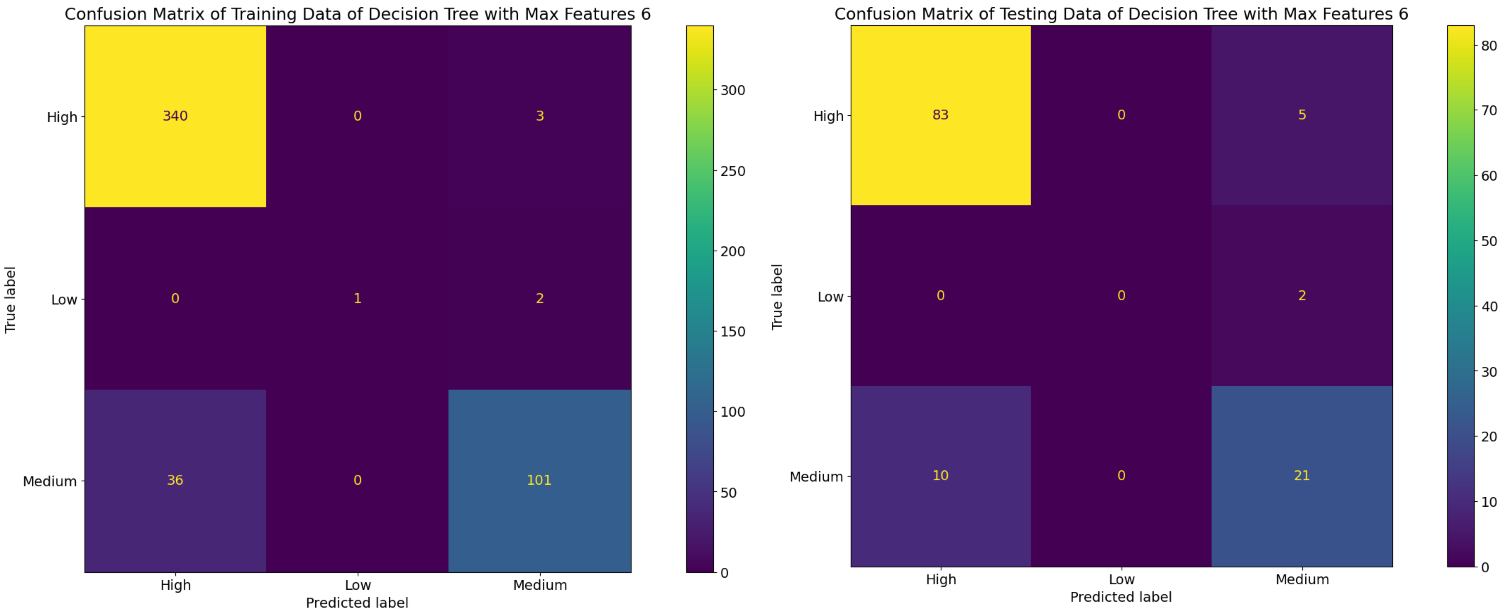 Confusion Matrix of Training Data of Decision Tree with Max Features 6
High 340 0 3
Low 0 1 2
Medium 36 0 101
High Low Medium
Predicted label
True label
300
250
200
150
100
50
0
Confusion Matrix of Testing Data of Decision Tree with Max Features 6
High 83 0 5
Low 0 0 2
Medium 10 0 21
High Low Medium
Predicted label
True label
80
70
60
50
40
30
20
10
0